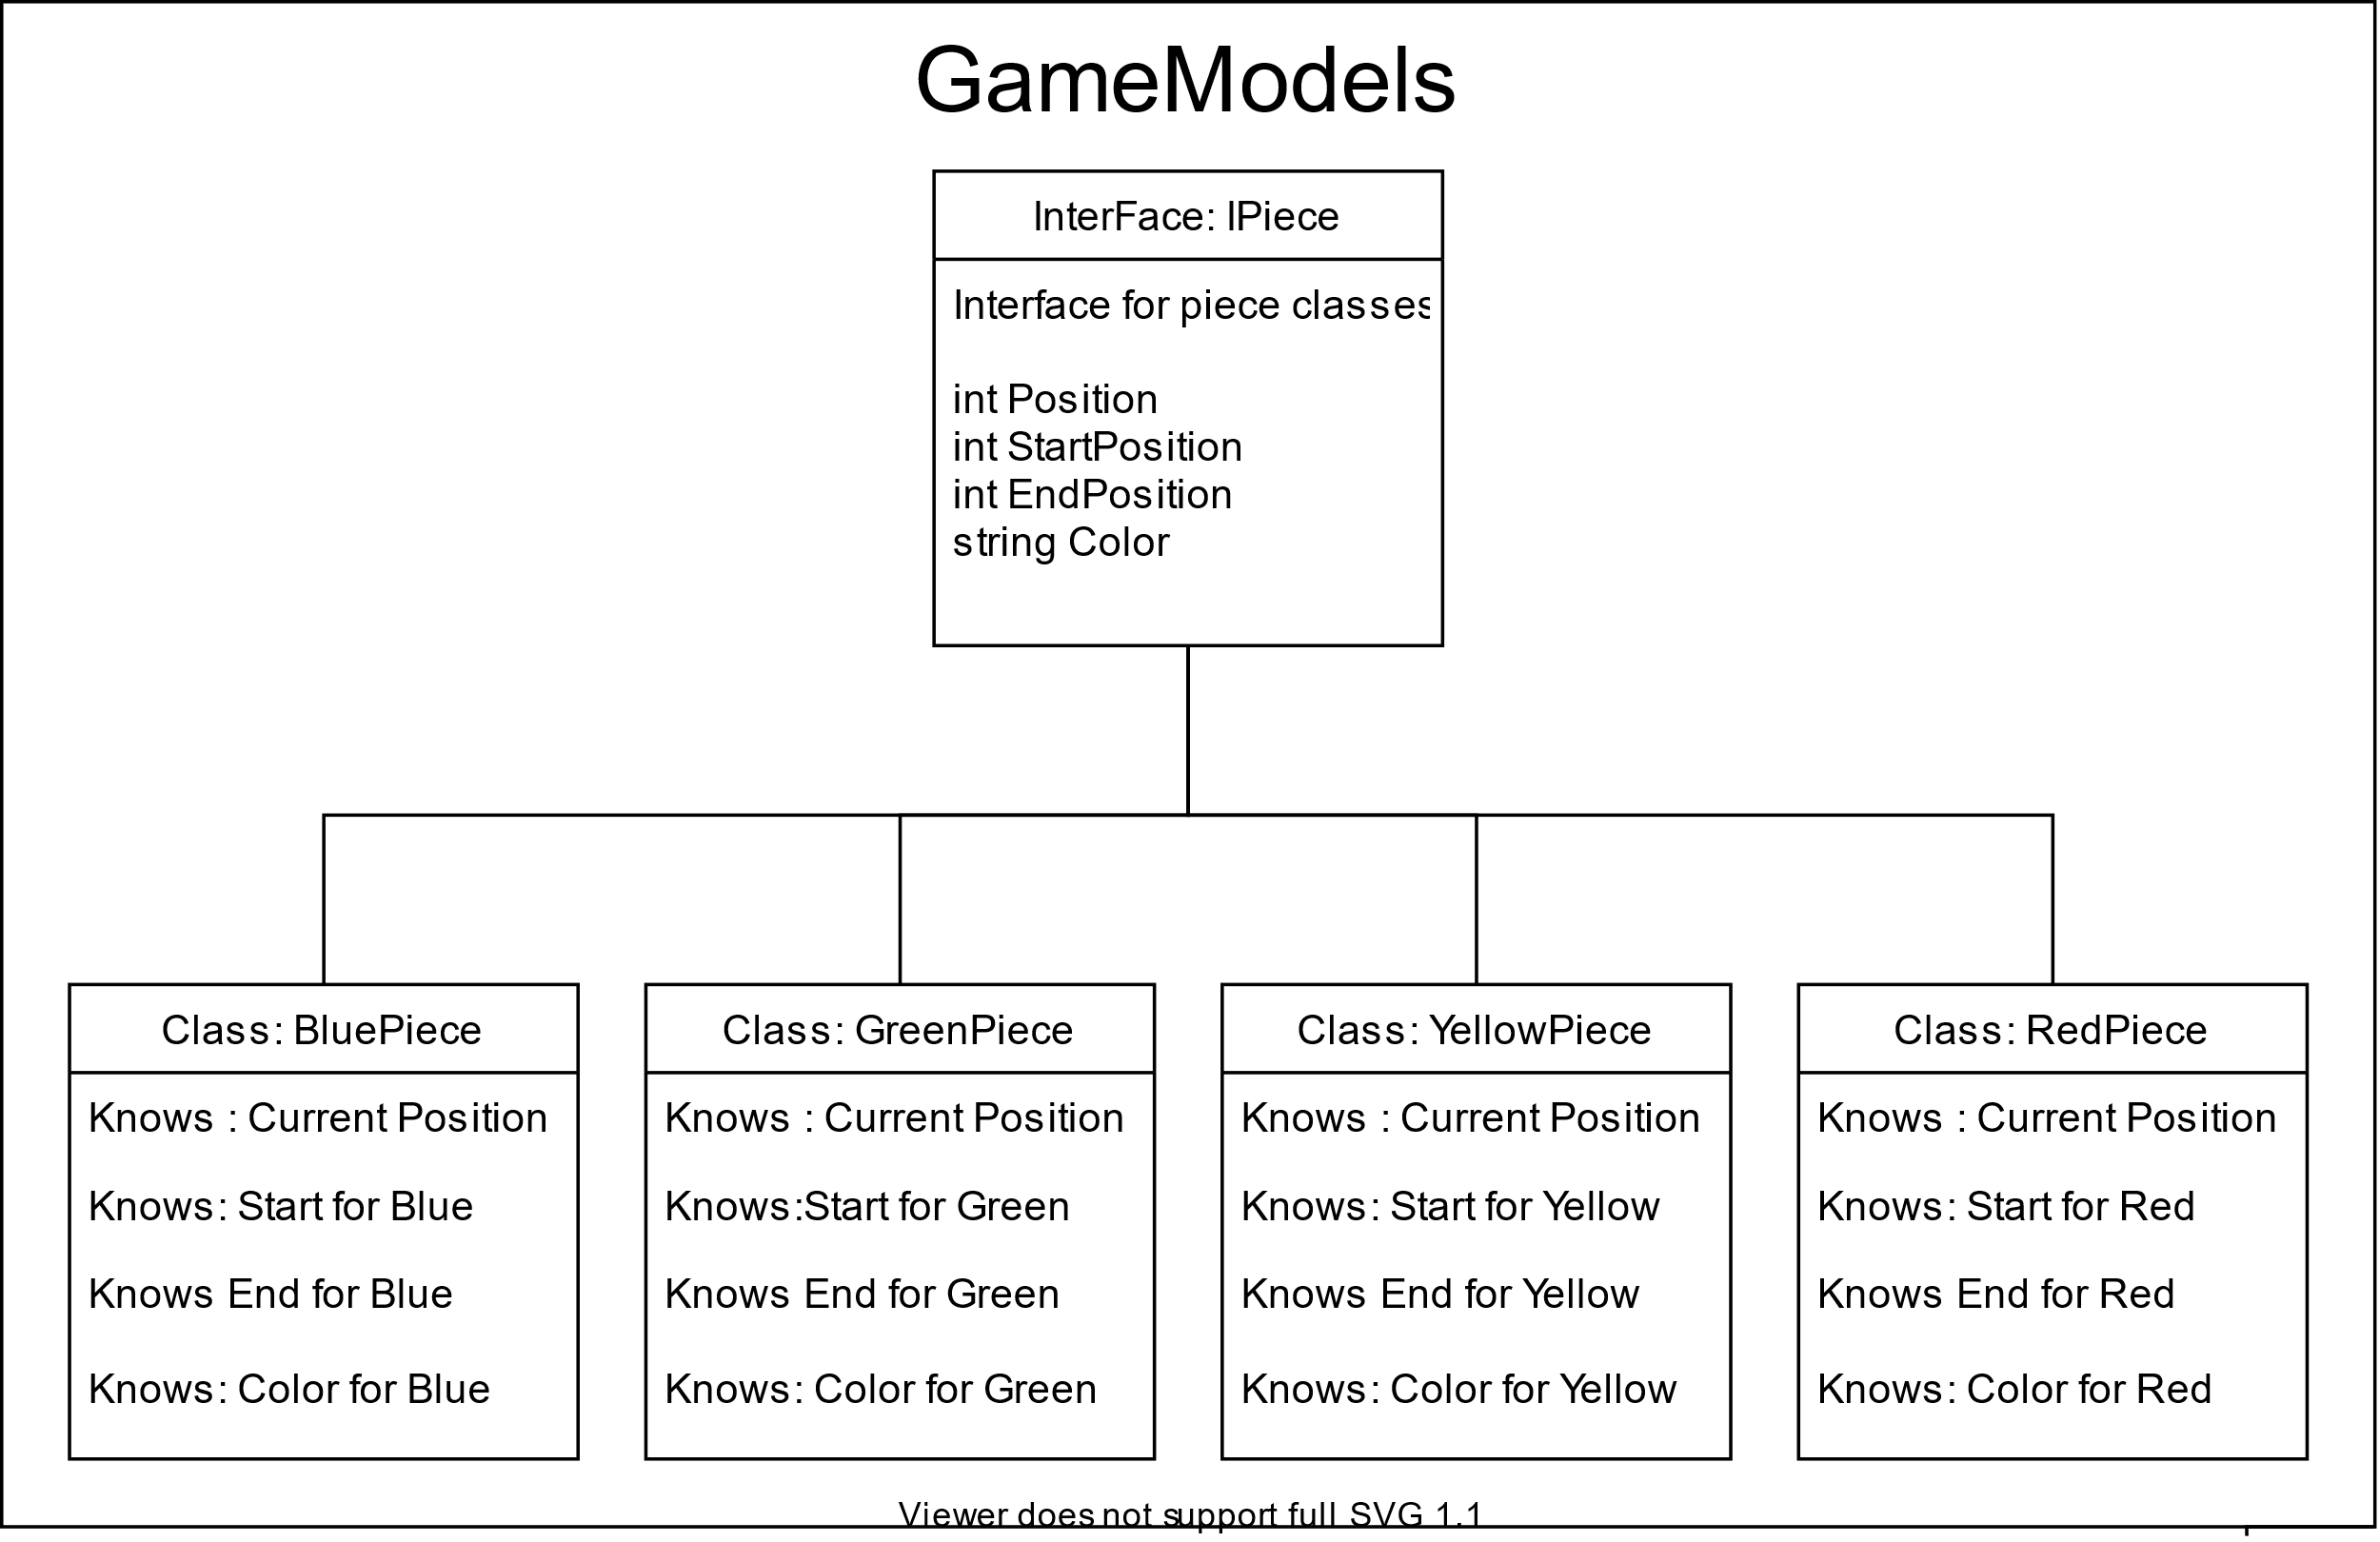 GameModels
InterFace: IPiece
Interface for piece classes
int Position
int StartPosition
int EndPosition
string Color
Class: BluePiece
Knows : Current Position
Knows: Start for Blue
Knows End for Blue
Knows: Color for Blue
Class: GreenPiece
Knows : Current Position
Knows:Start for Green
Knows End for Green
Knows: Color for Green
Class: YellowPiece
Knows : Current Position
Knows: Start for Yellow
Knows End for Yellow
Knows: Color for Yellow
Class: RedPiece
Knows : Current Position
Knows: Start for Red
Knows End for Red
Knows: Color for Red
Viewer does not support full SVG 1.1